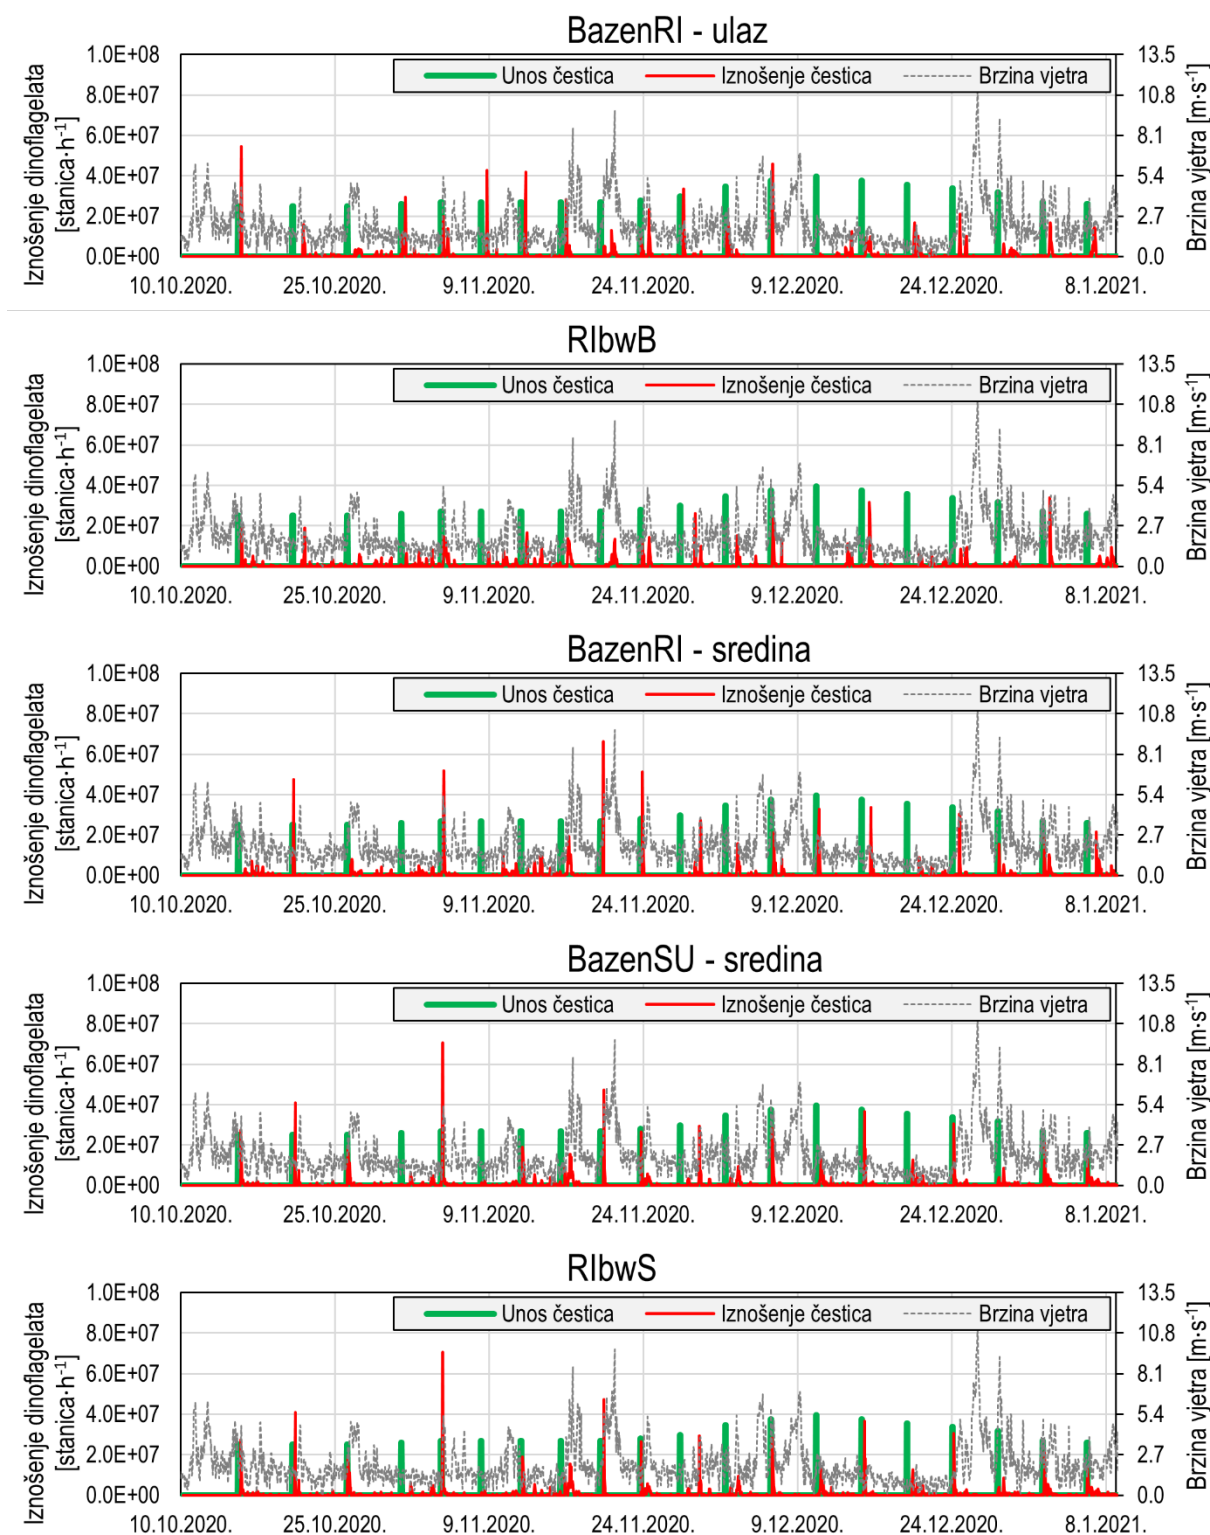 BazenRI - ulaz
Iznošenje dinoflagelata
[stanica·h⁻¹]
1.0E+08
8.0E+07
6.0E+07
4.0E+07
2.0E+07
0.0E+00
Unos čestica Iznošenje čestica Brzina vjetra
13.5
10.8
8.1
5.4
2.7
0.0
Brzina vjetra [m·s⁻¹]
10.10.2020. 25.10.2020. 9.11.2020. 24.11.2020. 9.12.2020. 24.12.2020. 8.1.2021.
RIbwB
Iznošenje dinoflagelata
[stanica·h⁻¹]
1.0E+08
8.0E+07
6.0E+07
4.0E+07
2.0E+07
0.0E+00
Unos čestica Iznošenje čestica Brzina vjetra
13.5
10.8
8.1
5.4
2.7
0.0
Brzina vjetra [m·s⁻¹]
10.10.2020. 25.10.2020. 9.11.2020. 24.11.2020. 9.12.2020. 24.12.2020. 8.1.2021.
BazenRI - sredina
Iznošenje dinoflagelata
[stanica·h⁻¹]
1.0E+08
8.0E+07
6.0E+07
4.0E+07
2.0E+07
0.0E+00
Unos čestica Iznošenje čestica Brzina vjetra
13.5
10.8
8.1
5.4
2.7
0.0
Brzina vjetra [m·s⁻¹]
10.10.2020. 25.10.2020. 9.11.2020. 24.11.2020. 9.12.2020. 24.12.2020. 8.1.2021.
BazenSU - sredina
Iznošenje dinoflagelata
[stanica·h⁻¹]
1.0E+08
8.0E+07
6.0E+07
4.0E+07
2.0E+07
0.0E+00
Unos čestica Iznošenje čestica Brzina vjetra
13.5
10.8
8.1
5.4
2.7
0.0
Brzina vjetra [m·s⁻¹]
10.10.2020. 25.10.2020. 9.11.2020. 24.11.2020. 9.12.2020. 24.12.2020. 8.1.2021.
RIbwS
Iznošenje dinoflagelata
[stanica·h⁻¹]
1.0E+08
8.0E+07
6.0E+07
4.0E+07
2.0E+07
0.0E+00
Unos čestica Iznošenje čestica Brzina vjetra
13.5
10.8
8.1
5.4
2.7
0.0
Brzina vjetra [m·s⁻¹]
10.10.2020. 25.10.2020. 9.11.2020. 24.11.2020. 9.12.2020. 24.12.2020. 8.1.2021.